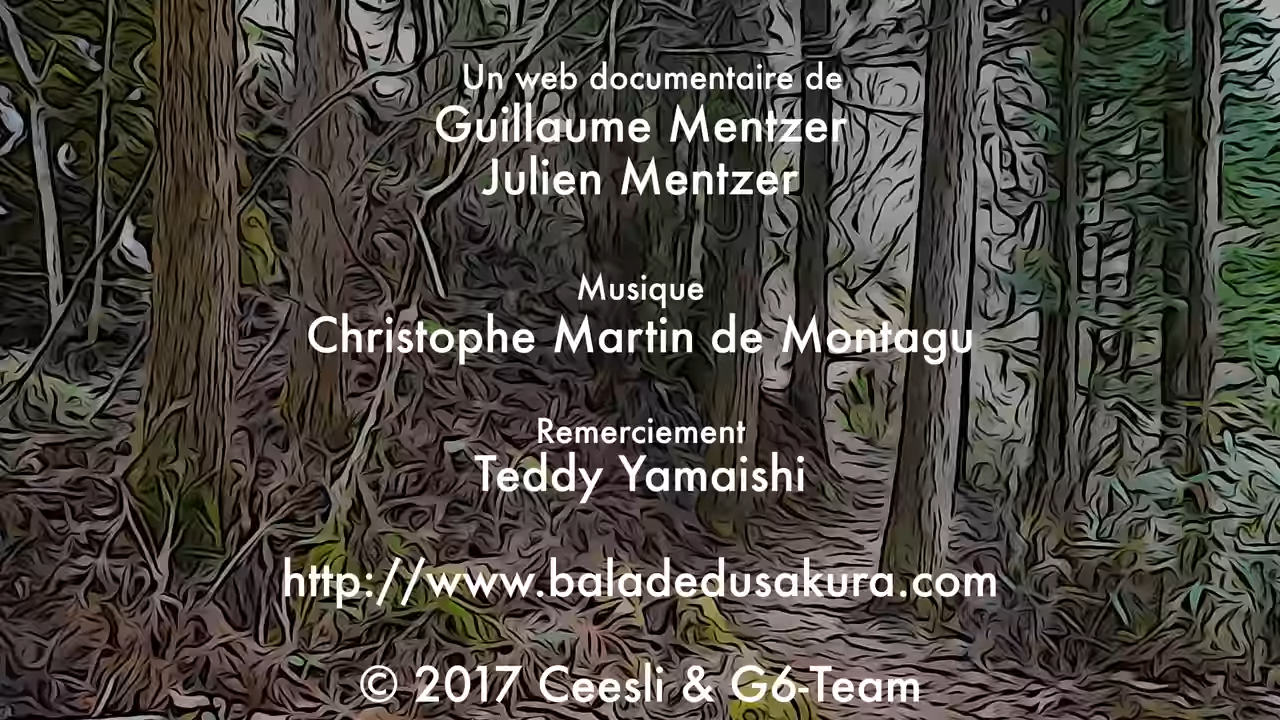 Un web documentaire de
Guillaume Mentzer
Julien Mentzer
Musique
Christophe Martin de Montagu
Remerciement
Teddy Yamaishi
http://www.baladedusakura.com
© 2017 Ceesli & G6-Team